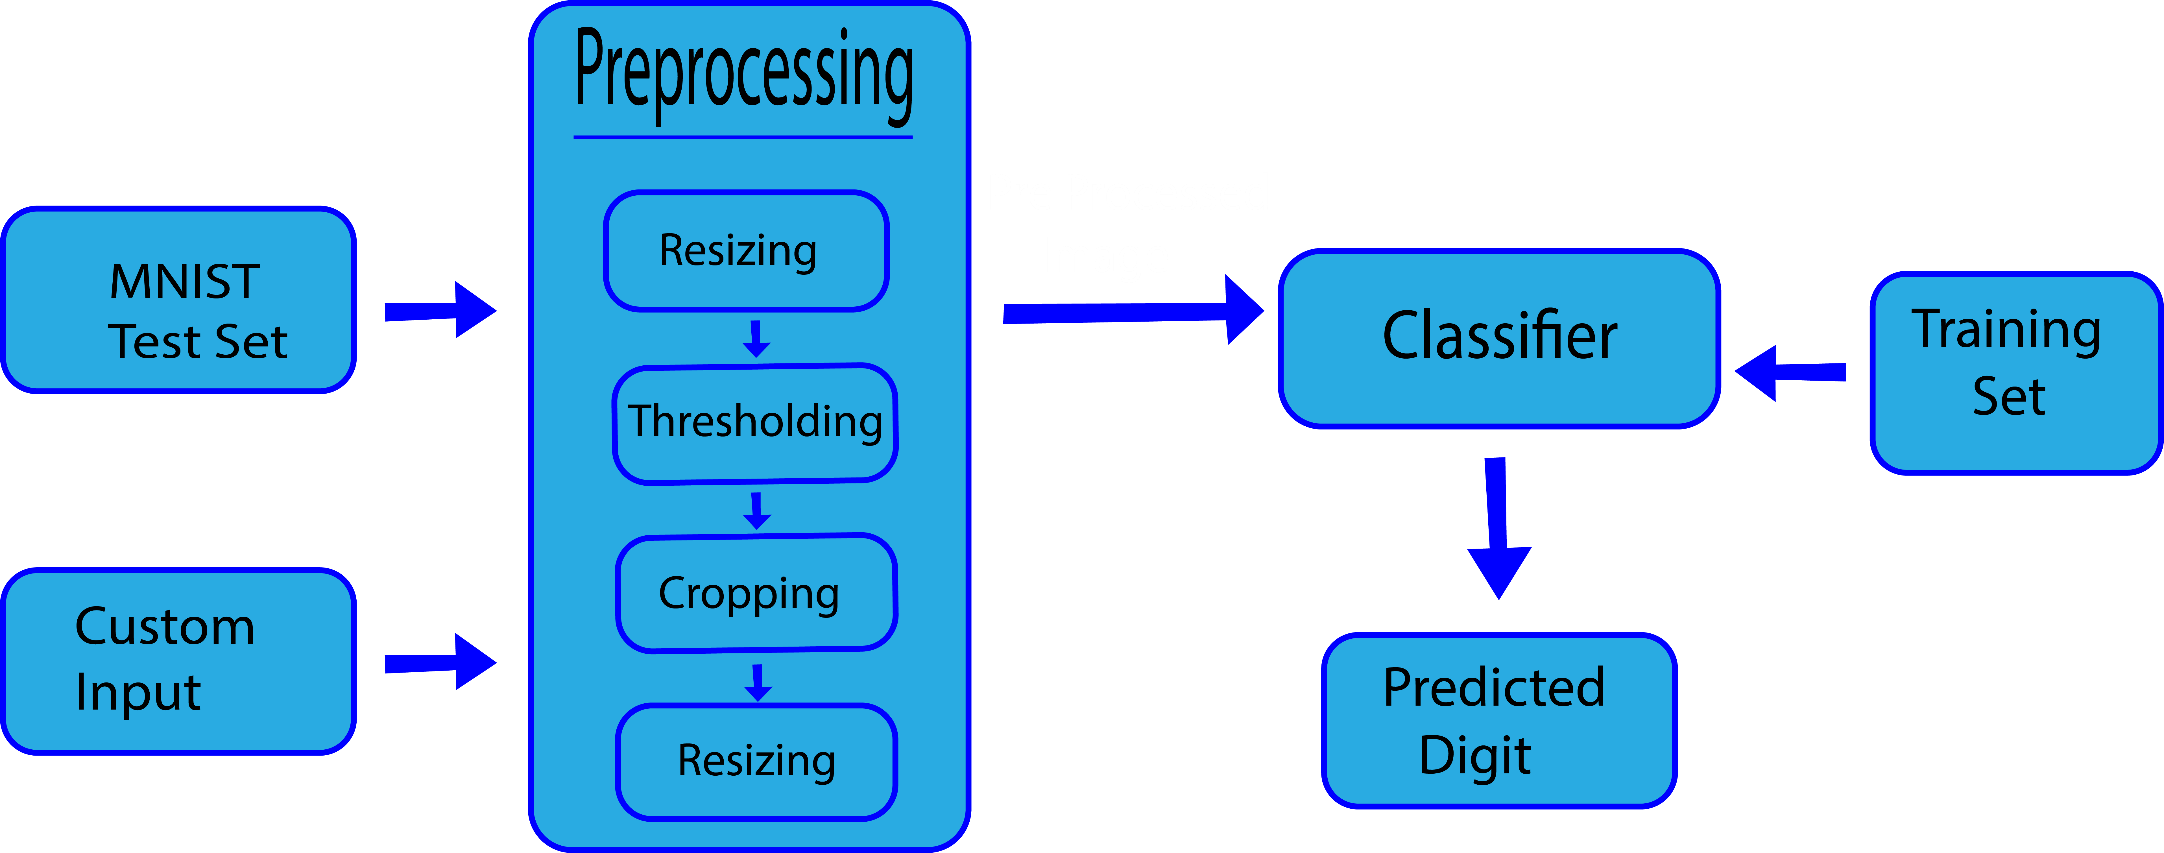 Preprocessing
MNIST
Test Set
Custom
Input
Resizing
Thresholding
Cropping
Resizing
Classifier
Training
Set
Predicted
Digit